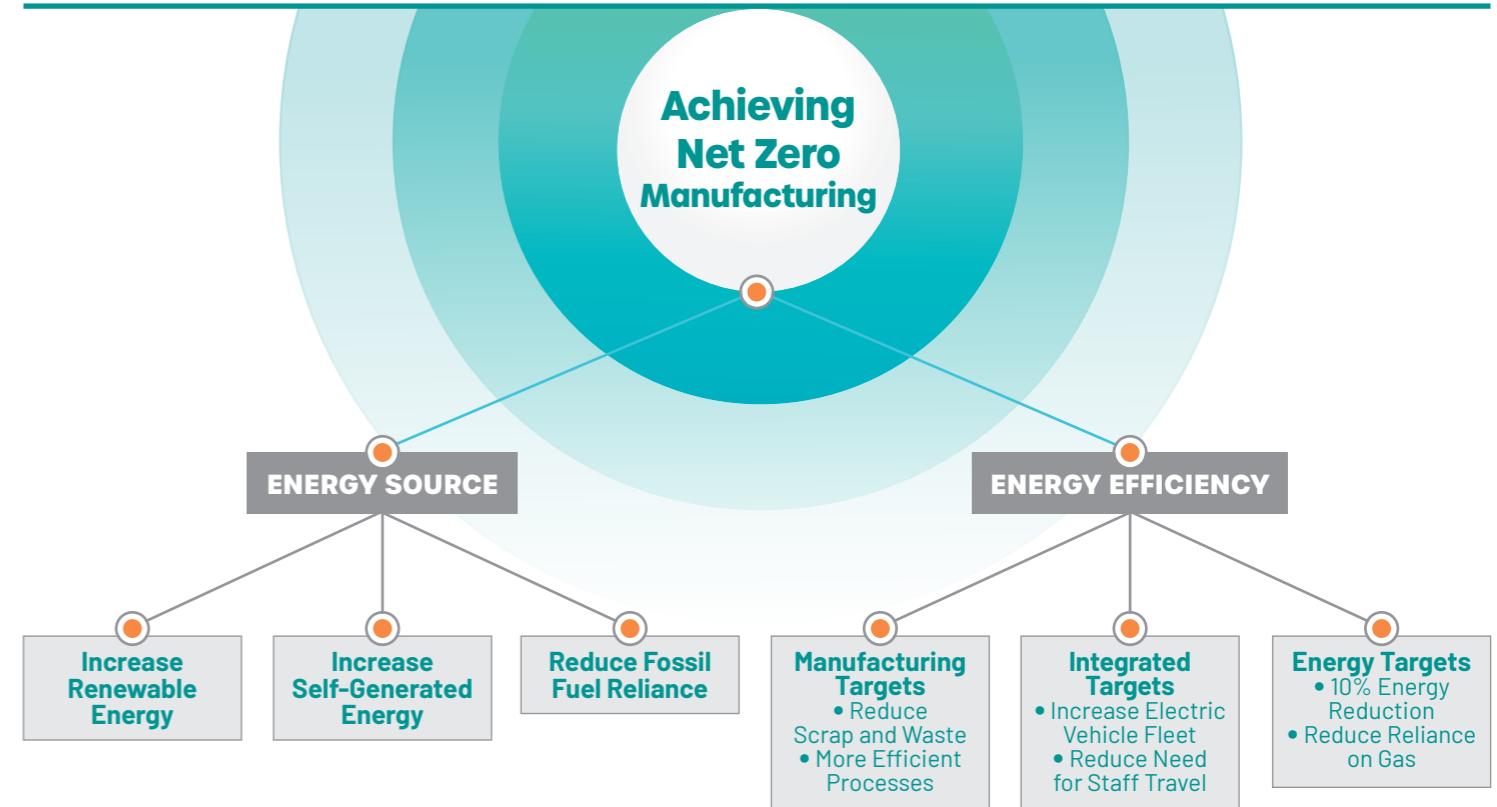 Achieving
Net Zero
Manufacturing
ENERGY SOURCE
ENERGY EFFICIENCY
Increase
Renewable
Energy
Increase
Self-Generated
Energy
Reduce Fossil
Fuel Reliance
Manufacturing
Targets
• Reduce
Scrap and Waste
• More Efficient
Processes
Integrated
Targets
• Increase Electric
Vehicle Fleet
• Reduce Need
for Staff Travel
Energy Targets
• 10% Energy
Reduction
• Reduce Reliance
on Gas